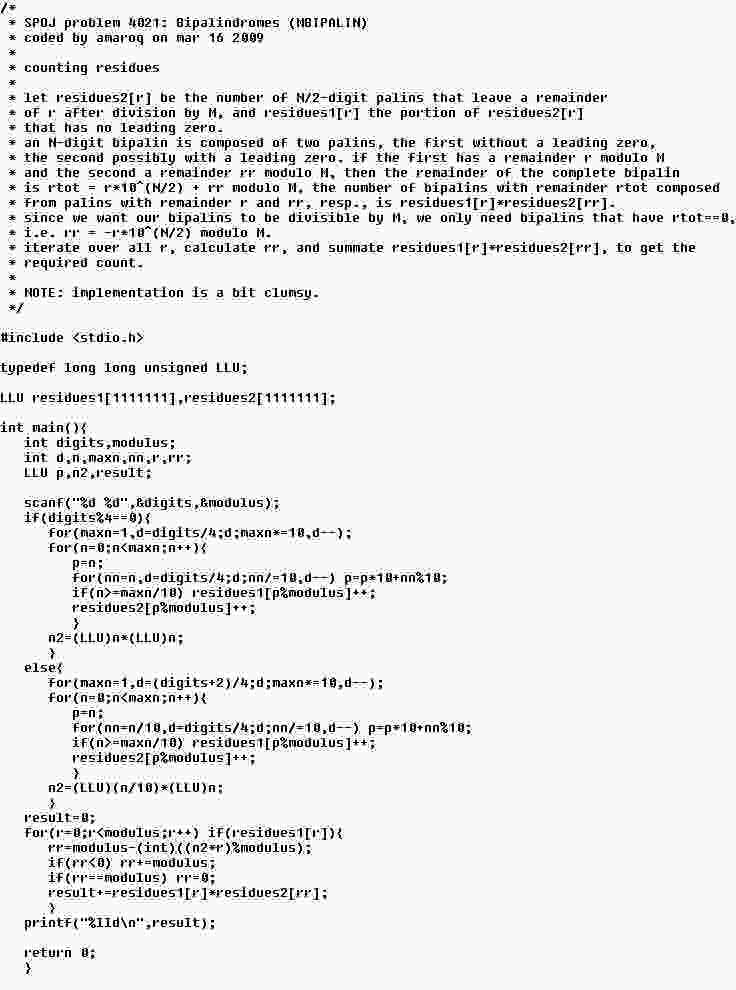 /*
 * SPOJ problem 4021: Bipalindromes (MBIPALIN)
 * coded by amaroq on mar 16 2009
 *
 * counting residues
 *
 * let residues2[r] be the number of N/2-digit palins that leave a remainder
 * of r after division by M, and residues1[r] the portion of residues2[r]
 * that has no leading zero.
 * an N-digit bipalin is composed of two palins, the first without a leading zero,
 * the second possibly with a leading zero. if the first has a remainder r modulo M
 * and the second a remainder rr modulo M, then the remainder of the complete bipalin
 * is rtot = r*10^(N/2) + rr modulo M, the number of bipalins with remainder rtot composed
 * from palins with remainder r and rr, resp., is residues1[r]*residues2[rr].
 * since we want our bipalins to be divisible by M, we only need bipalins that have rtot==0,
 * i.e. rr = -r*10^(N/2) modulo M.
 * iterate over all r, calculate rr, and summate residues1[r]*residues2[rr], to get the
 * required count.
 *
 * NOTE: implementation is a bit clumsy.
 */

#include <stdio.h>

typedef long long unsigned LLU;

LLU residues1[1111111],residues2[1111111];

int main(){
   int digits,modulus;
   int d,n,maxn,nn,r,rr;
   LLU p,n2,result;

   scanf("%d %d",&digits,&modulus);
   if(digits%4==0){
      for(maxn=1,d=digits/4;d;maxn*=10,d--);
      for(n=0;n<maxn;n++){
         p=n;
         for(nn=n,d=digits/4;d;nn/=10,d--) p=p*10+nn%10;
         if(n>=maxn/10) residues1[p%modulus]++;
         residues2[p%modulus]++;
         }
      n2=(LLU)n*(LLU)n;
      }
   else{
      for(maxn=1,d=(digits+2)/4;d;maxn*=10,d--);
      for(n=0;n<maxn;n++){
         p=n;
         for(nn=n/10,d=digits/4;d;nn/=10,d--) p=p*10+nn%10;
         if(n>=maxn/10) residues1[p%modulus]++;
         residues2[p%modulus]++;
         }
      n2=(LLU)(n/10)*(LLU)n;
      }
   result=0;
   for(r=0;r<modulus;r++) if(residues1[r]){
      rr=modulus-(int)((n2*r)%modulus);
      if(rr<0) rr+=modulus;
      if(rr==modulus) rr=0;
      result+=residues1[r]*residues2[rr];
      }
   printf("%lld\n",result);

   return 0;
   }